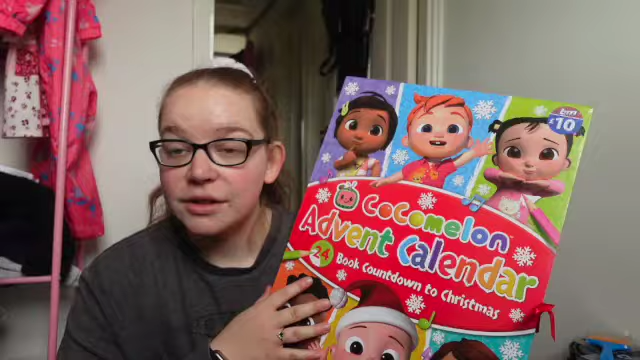 £10
CoComelon
Advent Calendar
24
Book Countdown to Christmas